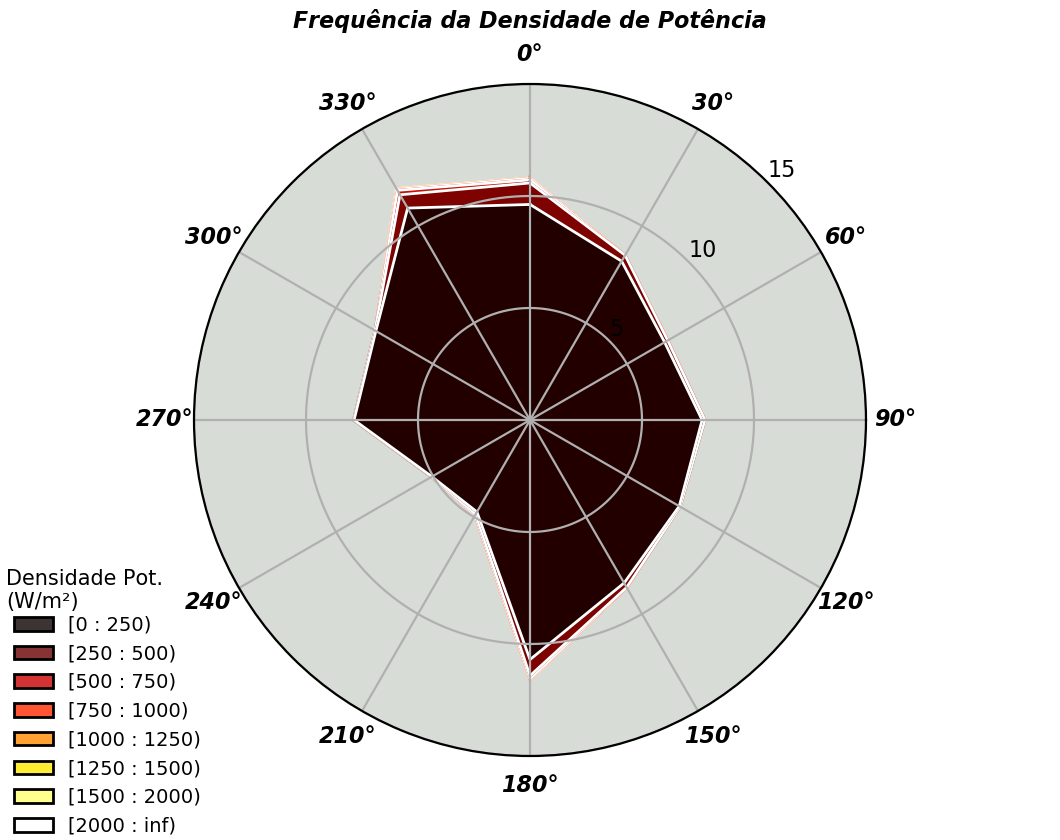 Frequência da Densidade de Potência
0°
330°
30°
15
300°
60°
10
5
270°
90°
240°
120°
210°
150°
180°
Densidade Pot.
(W/m²)
[0 : 250)
[250 : 500)
[500 : 750)
[750 : 1000)
[1000 : 1250)
[1250 : 1500)
[1500 : 2000)
[2000 : inf)